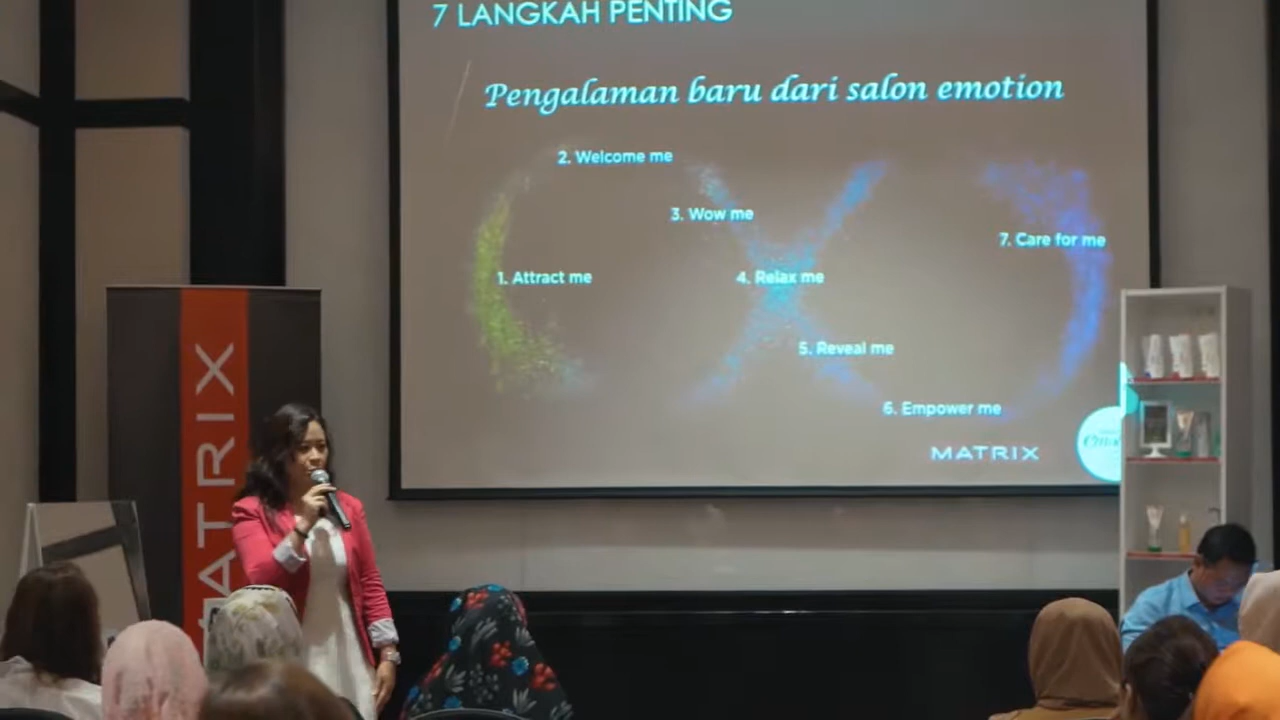 7 LANGKAH PENTING
Pengalaman baru dari salon emotion
2. Welcome me
3. Wow me
7. Care for me
1. Attract me
4. Relax me
5. Reveal me
6. Empower me
MATRIX
MATRIX